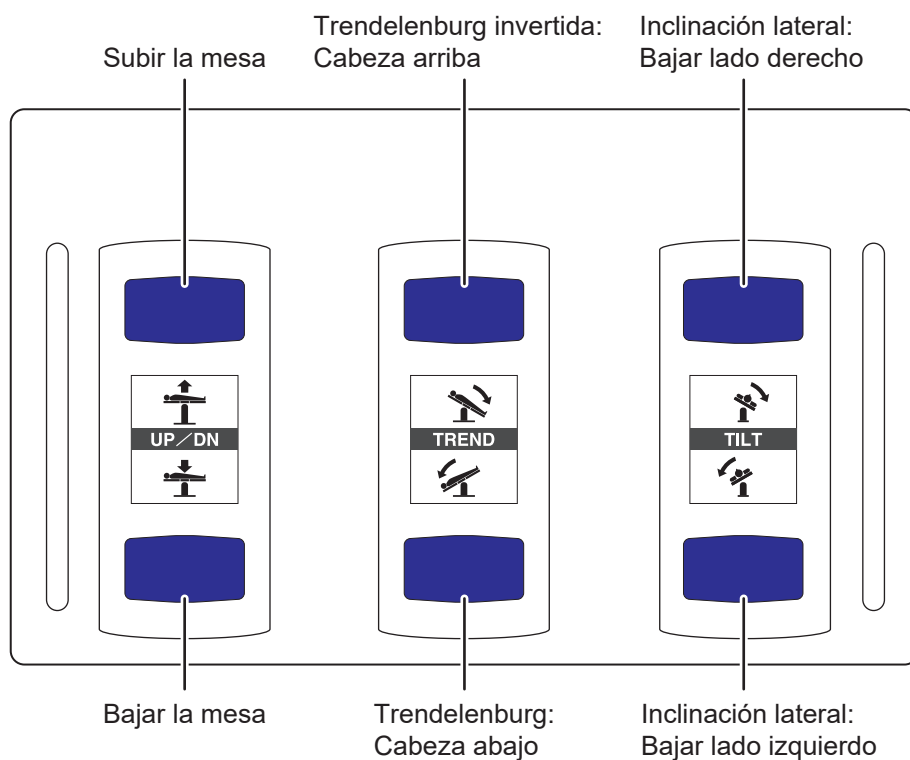 Trendelenburg invertida:
Cabeza arriba
Inclinación lateral:
Bajar lado derecho
Subir la mesa
UP/DN
TREND
TILT
Bajar la mesa
Trendelenburg:
Cabeza abajo
Inclinación lateral:
Bajar lado izquierdo